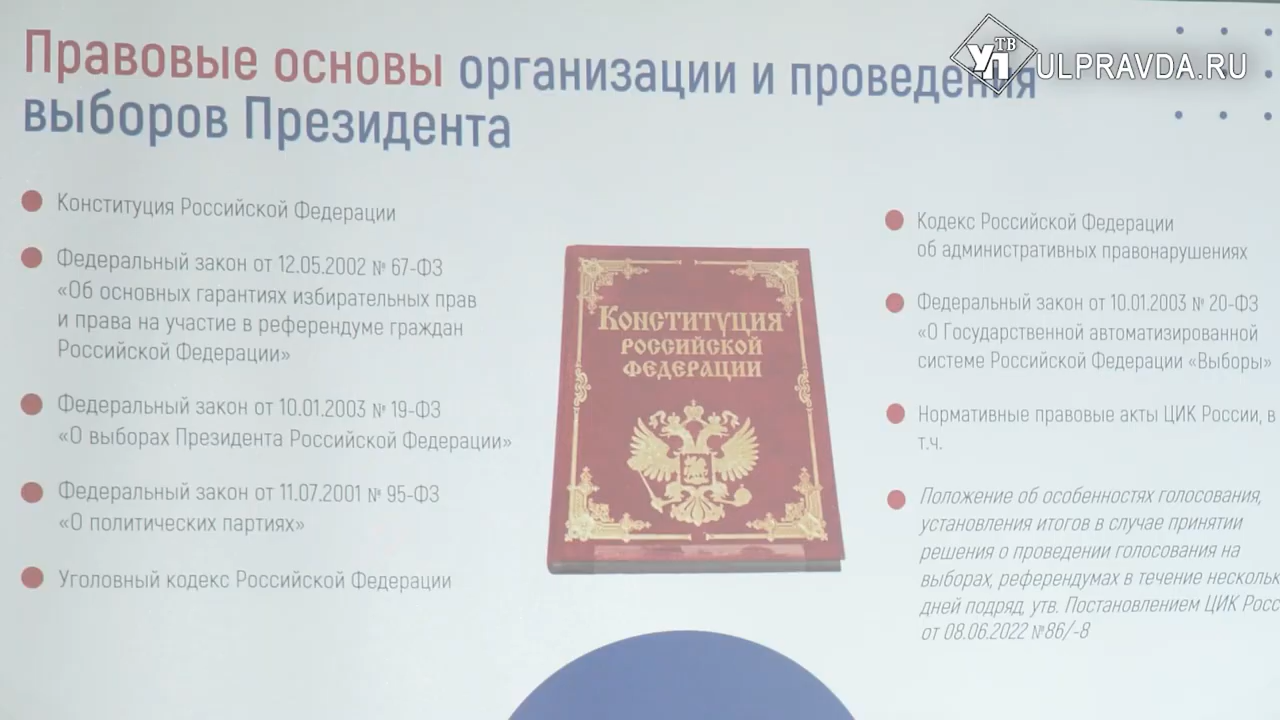 Правовые основы организации и проведения
выборов Президента
УП ТВ
ULPRAVDA.RU
Конституция Российской Федерации
Федеральный закон от 12.05.2002 № 67-ФЗ
«Об основных гарантиях избирательных прав
и права на участие в референдуме граждан
Российской Федерации»
Федеральный закон от 10.01.2003 № 19-ФЗ
«О выборах Президента Российской Федерации»
Федеральный закон от 11.07.2001 № 95-ФЗ
«О политических партиях»
Уголовный кодекс Российской Федерации
Конституция
Российской
Федерации
Кодекс Российской Федерации
об административных правонарушениях
Федеральный закон от 10.01.2003 № 20-ФЗ
«О Государственной автоматизированной
системе Российской Федерации «Выборы»
Нормативные правовые акты ЦИК России, в
т.ч.
Положение об особенностях голосования,
установления итогов в случае принятии
решения о проведении голосования на
выборах, референдумах в течение нескольк
дней подряд, утв. Постановлением ЦИК Росс
от 08.06.2022 №86/-8